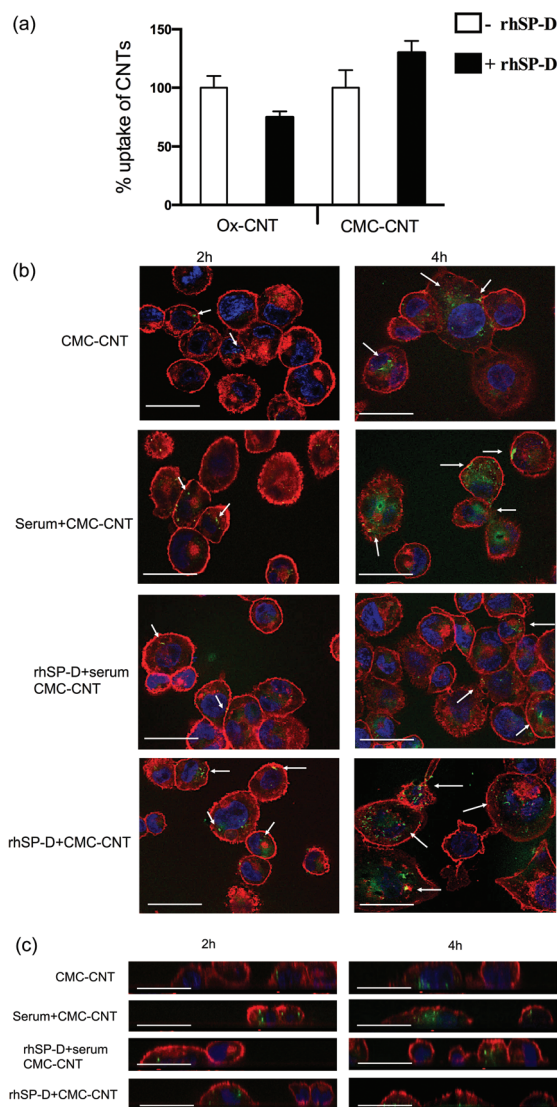 (a)
% uptake of CNTs
150
100
50
0
Ox-CNT
CMC-CNT
- rhSP-D
+ rhSP-D
(b)
2h
4h
CMC-CNT
Serum+CMC-CNT
rhSP-D+serum
CMC-CNT
rhSP-D+CMC-CNT
(c)
2h
4h
CMC-CNT
Serum+CMC-CNT
rhSP-D+serum
CMC-CNT
rhSP-D+CMC-CNT